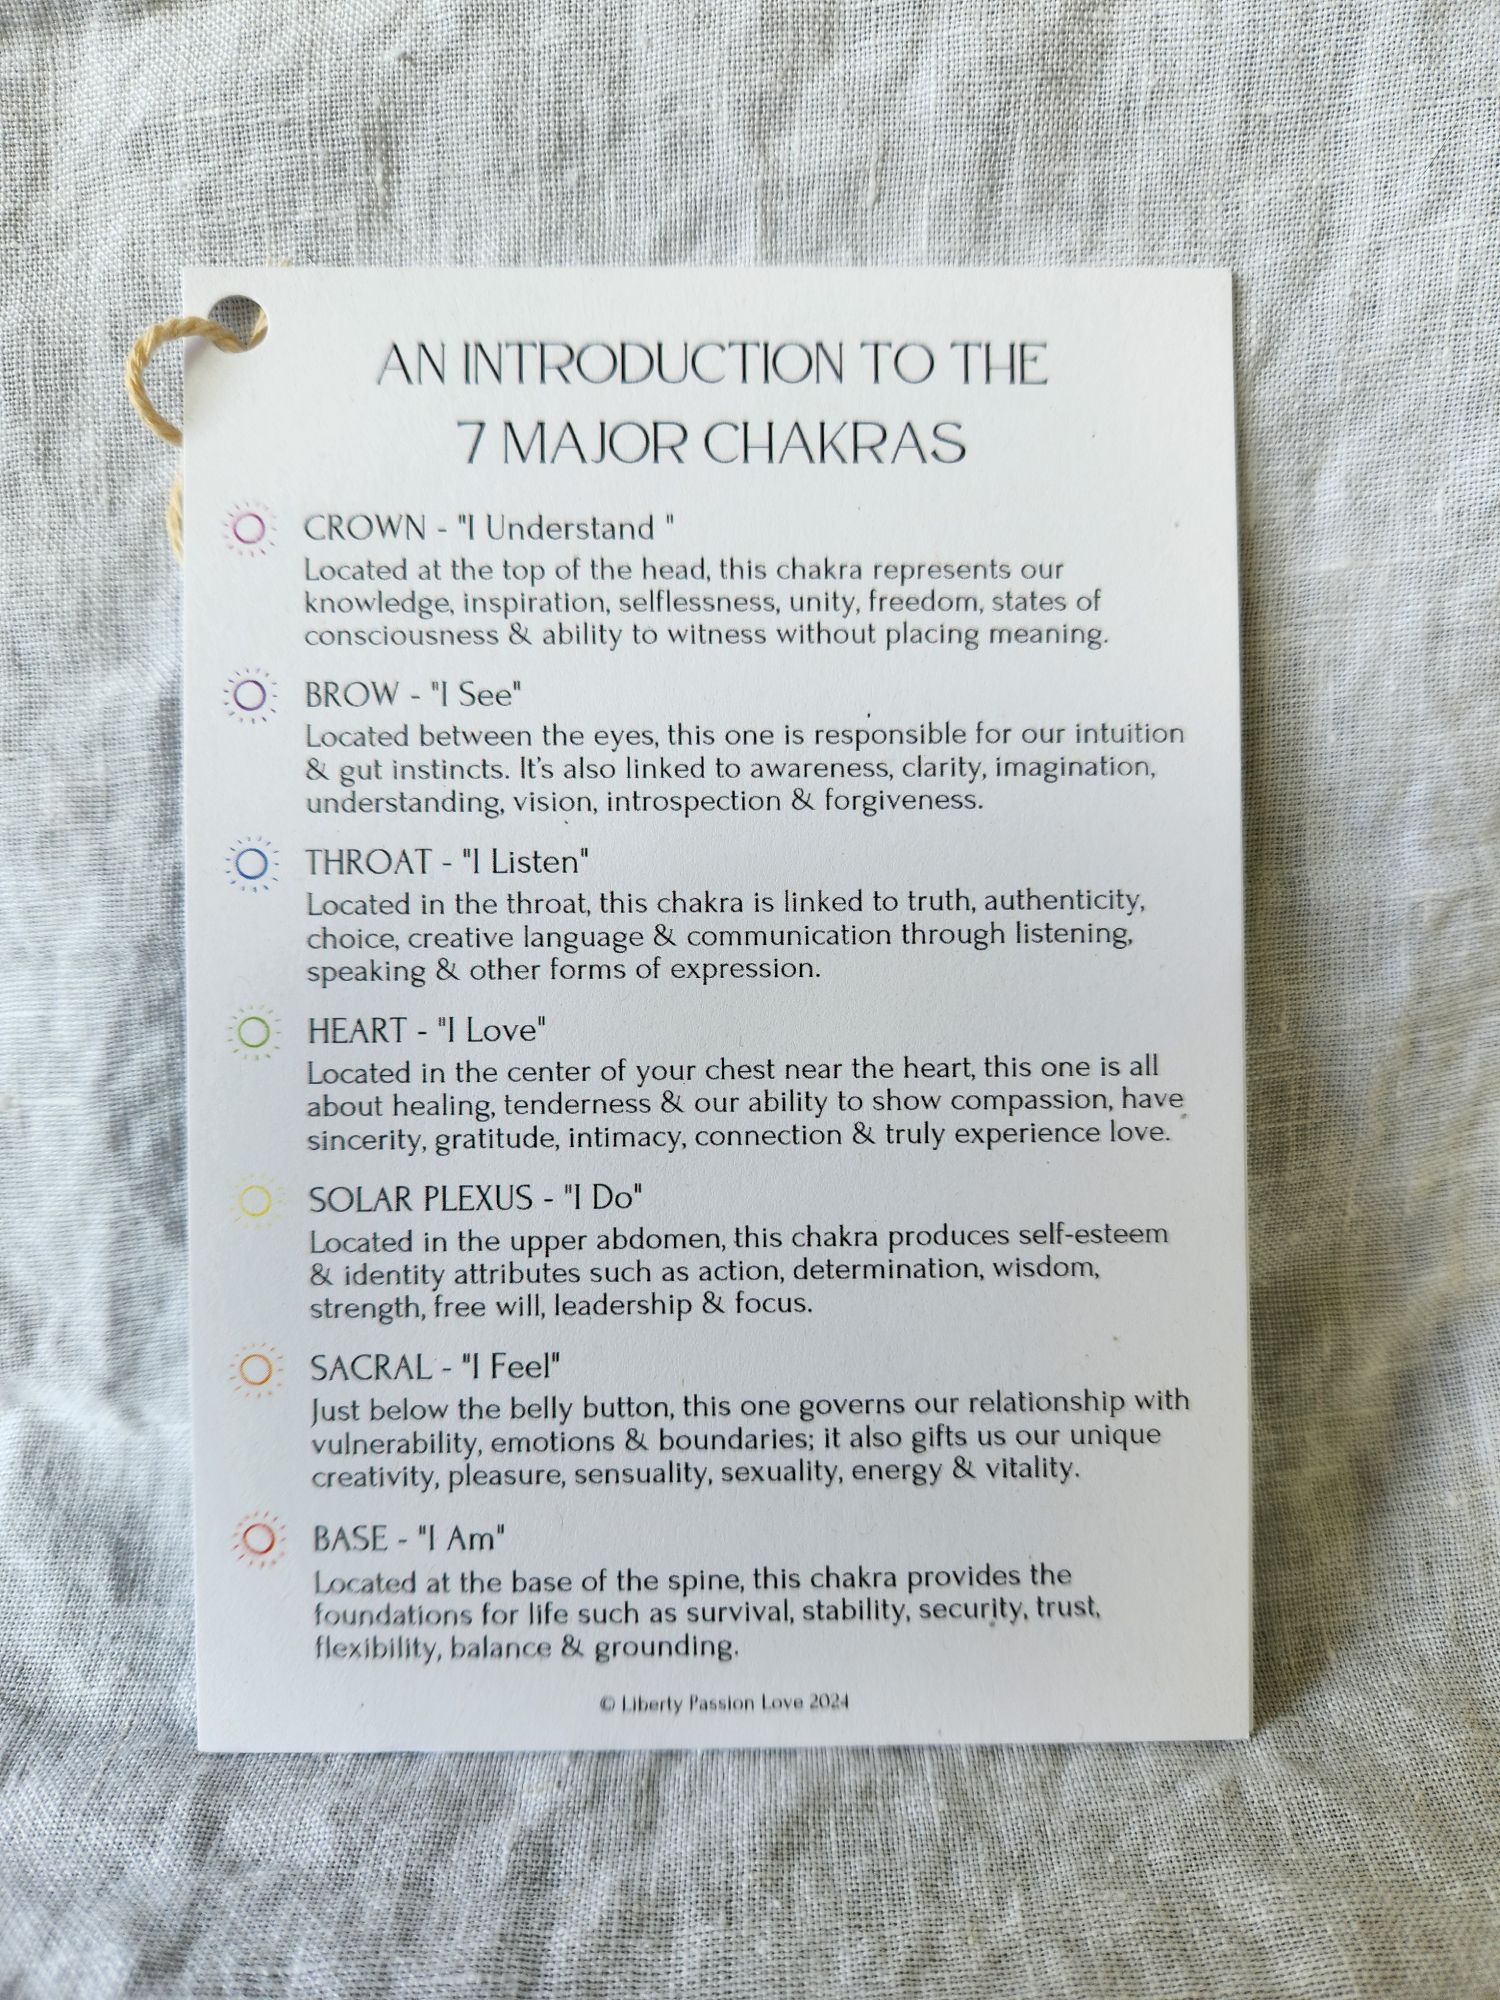 AN INTRODUCTION TO THE
7 MAJOR CHAKRAS
CROWN - "I Understand "
Located at the top of the head, this chakra represents our
knowledge, inspiration, selflessness, unity, freedom, states of
consciousness & ability to witness without placing meaning.
BROW - "I See"
Located between the eyes, this one is responsible for our intuition
& gut instincts. It's also linked to awareness, clarity, imagination,
understanding, vision, introspection & forgiveness.
THROAT - "I Listen"
Located in the throat, this chakra is linked to truth, authenticity,
choice, creative language & communication through listening,
speaking & other forms of expression.
HEART - "I Love"
Located in the center of your chest near the heart, this one is all
about healing, tenderness & our ability to show compassion, have
sincerity, gratitude, intimacy, connection & truly experience love.
SOLAR PLEXUS - "I Do"
Located in the upper abdomen, this chakra produces self-esteem
& identity attributes such as action, determination, wisdom,
strength, free will, leadership & focus.
SACRAL - "I Feel"
Just below the belly button, this one governs our relationship with
vulnerability, emotions & boundaries; it also gifts us our unique
creativity, pleasure, sensuality, sexuality, energy & vitality.
BASE - "I Am"
Located at the base of the spine, this chakra provides the
foundations for life such as survival, stability, security, trust,
flexibility, balance & grounding.
© Liberty Passion Love 2024